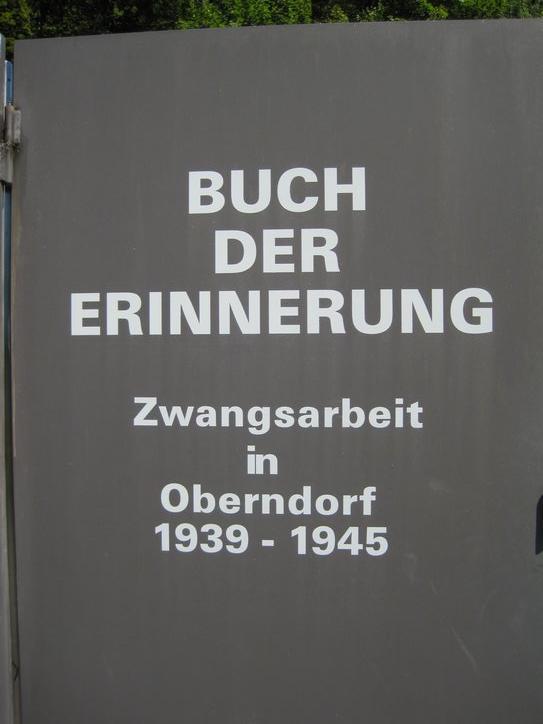 BUCH
DER
ERINNERUNG
Zwangsarbeit
in
Oberndorf
1939 - 1945